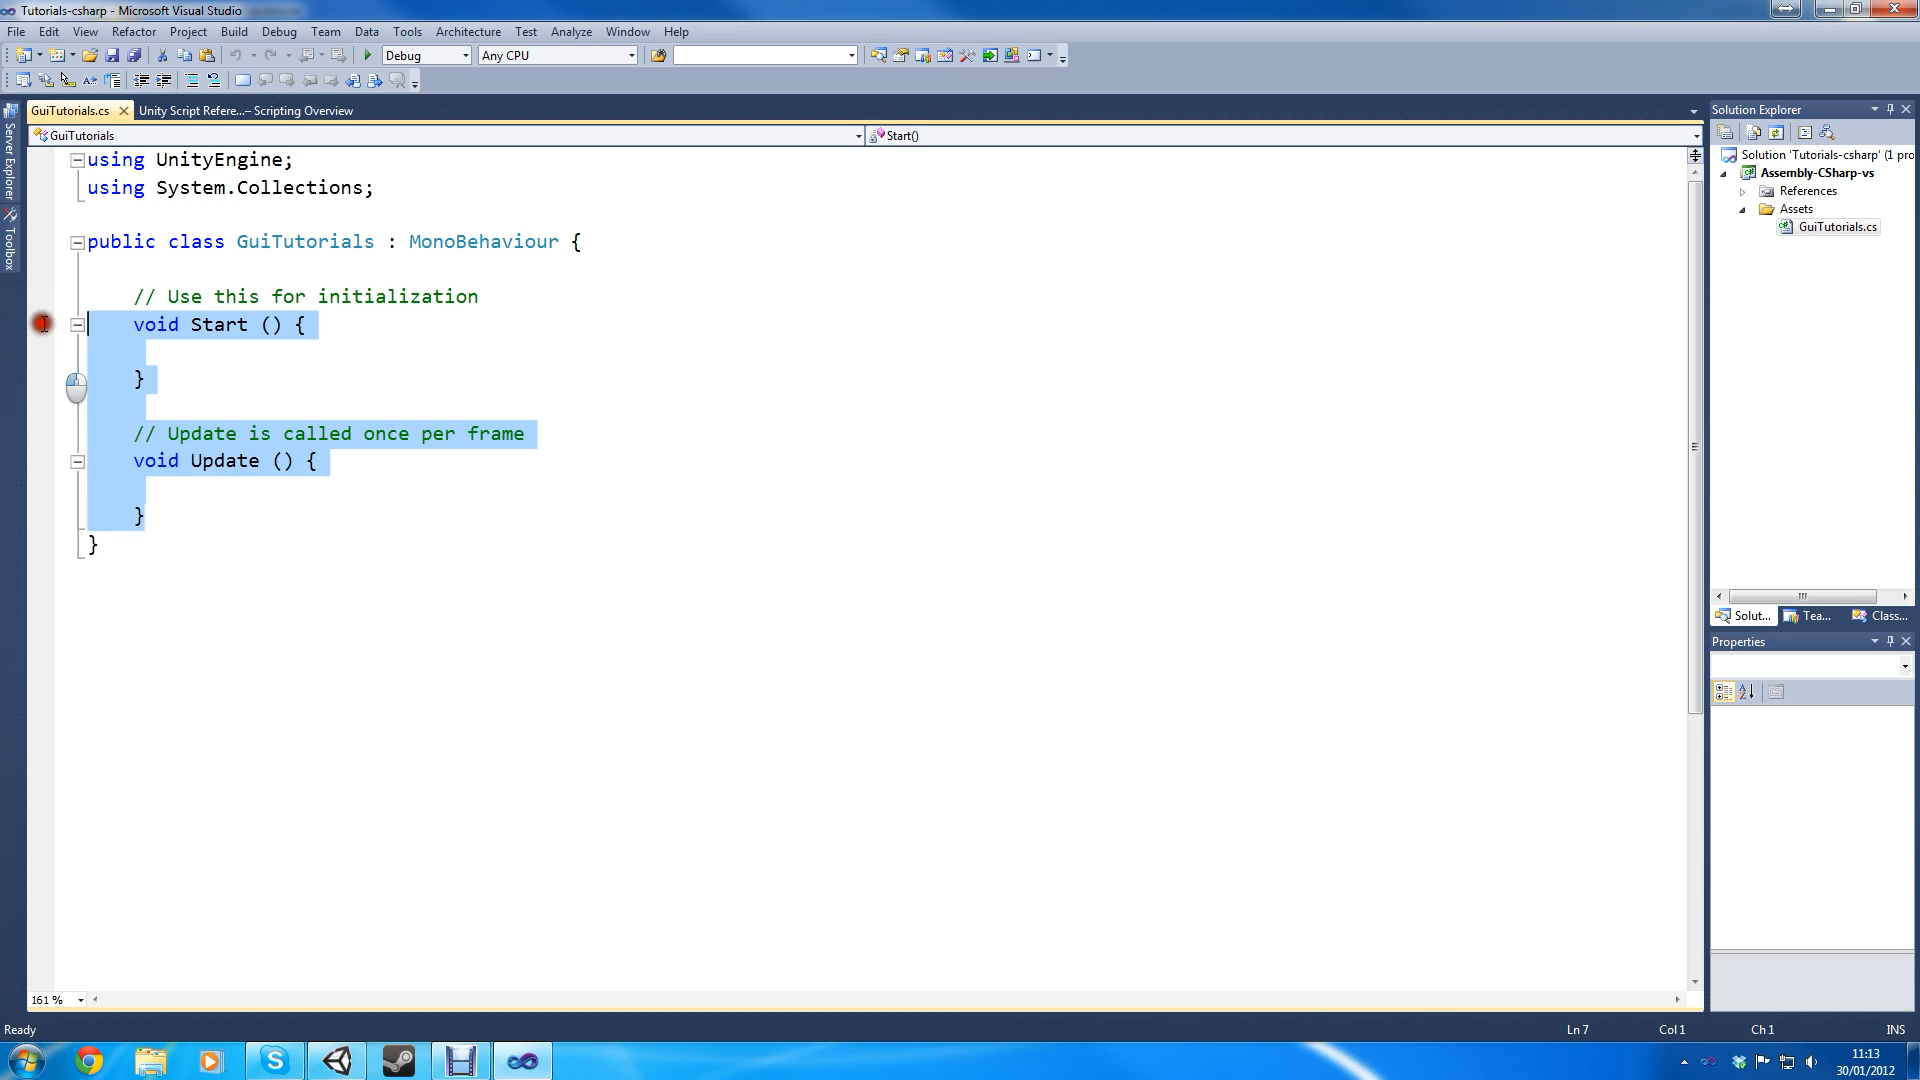 Tutorials-csharp - Microsoft Visual Studio
File Edit View Refactor Project Build Debug Team Data Tools Architecture Test Analyze Window Help
Debug Any CPU
GuiTutorials.cs Unity Script Refere...– Scripting Overview
GuiTutorials Start()
Server Explorer
Toolbox
using UnityEngine;
using System.Collections;
public class GuiTutorials : MonoBehaviour {
// Use this for initialization
void Start () {
}
// Update is called once per frame
void Update () {
}
}
161 %
Solution Explorer
Solution 'Tutorials-csharp' (1 pro
Assembly-CSharp-vs
References
Assets
GuiTutorials.cs
Solut... Tea... Class...
Properties
Ready Ln 7 Col 1 Ch 1 INS
11:13
30/01/2012